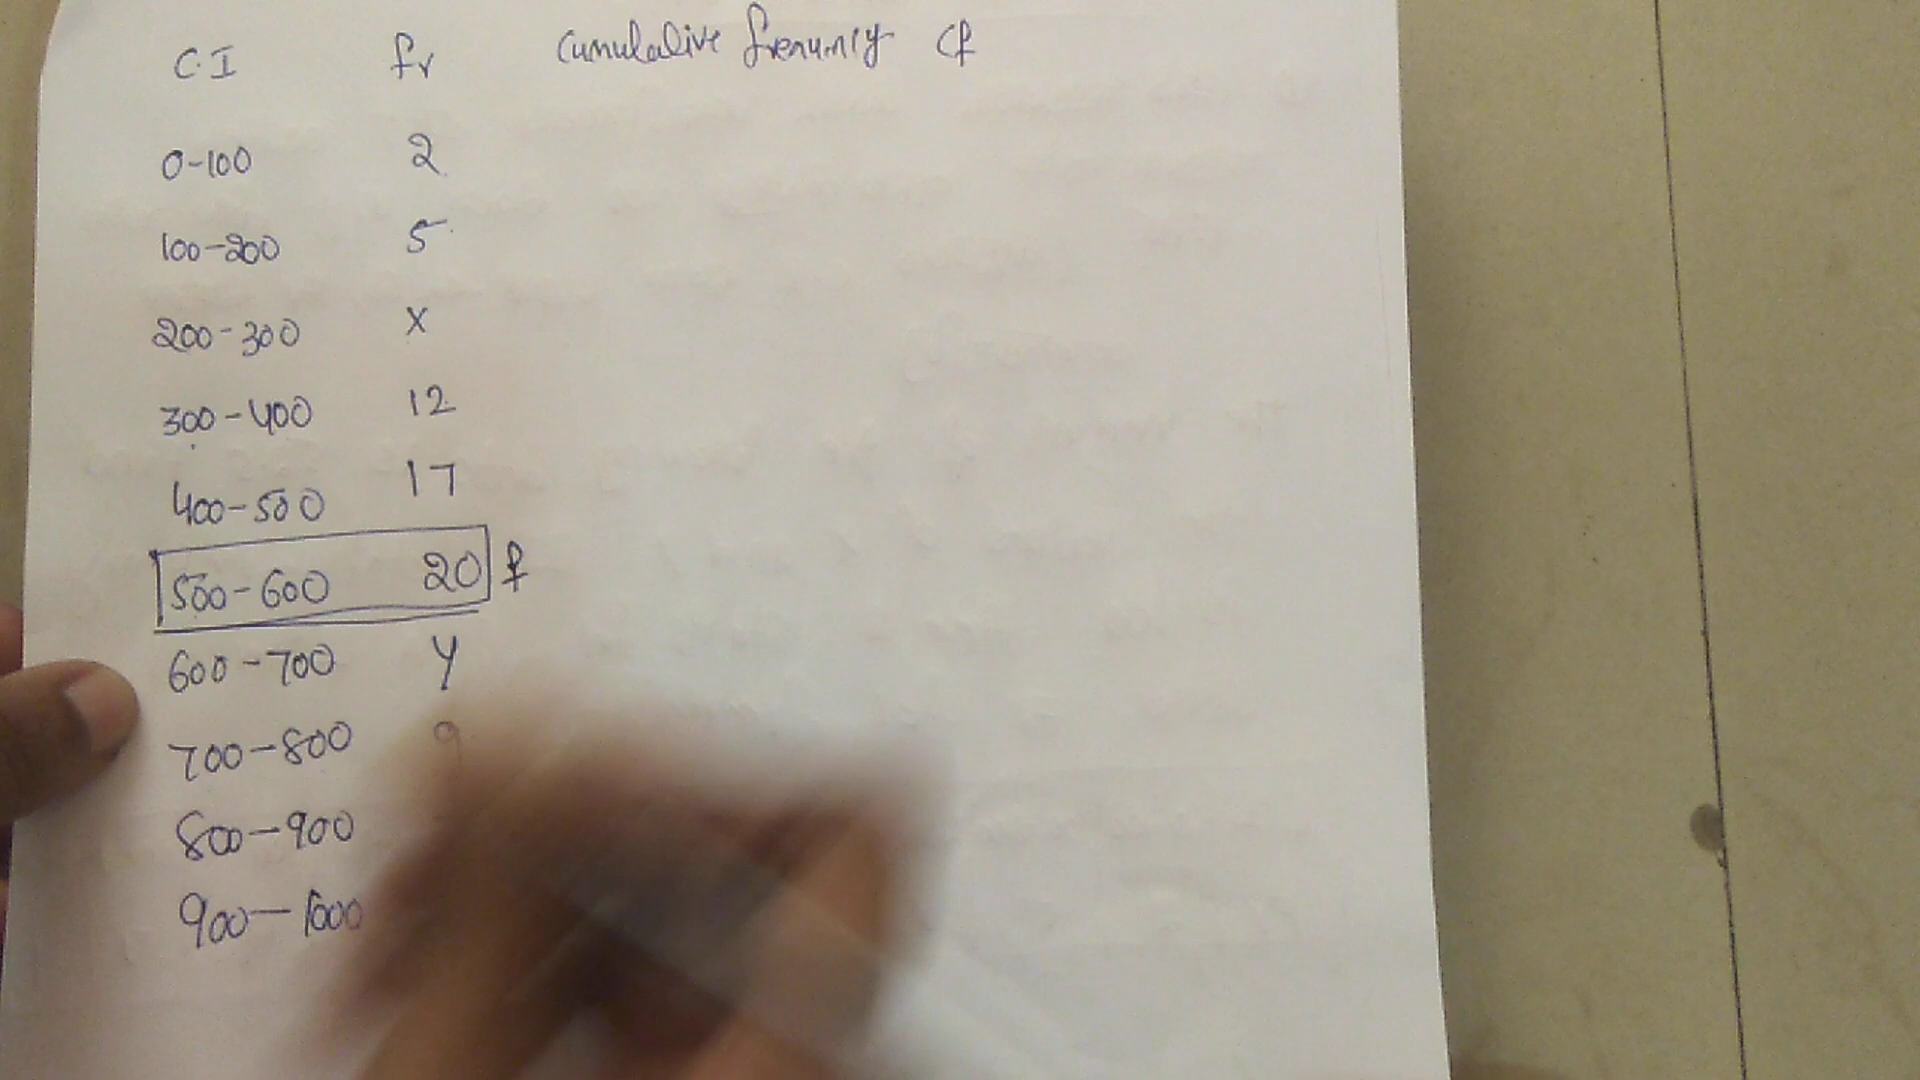 C.I fr Cumulative frequency Cf
0-100 2
100-200 5
200-300 x
300-400 12
400-500 17
500-600 20 f
600-700 y
700-800 9
800-900
900-1000